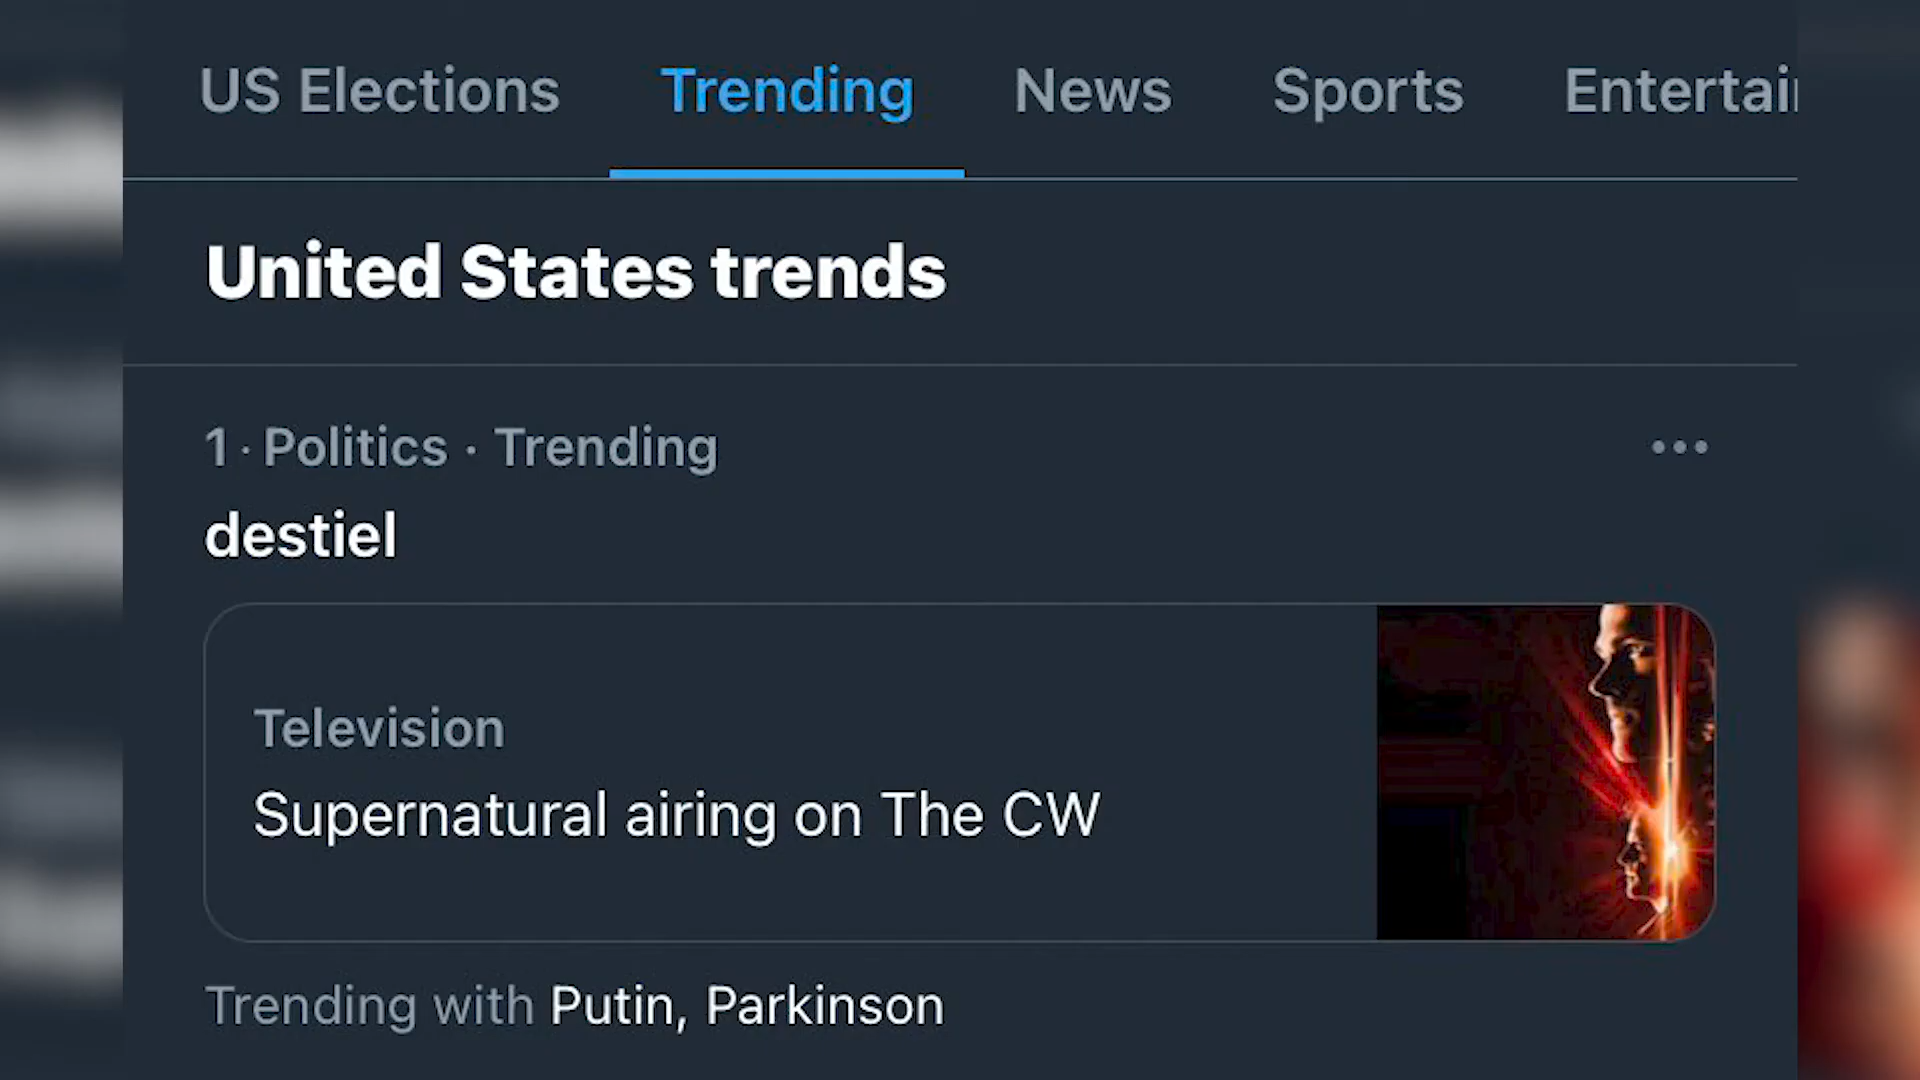 US Elections Trending News Sports Entertai
United States trends
1 · Politics · Trending
destiel
Television
Supernatural airing on The CW
Trending with Putin, Parkinson